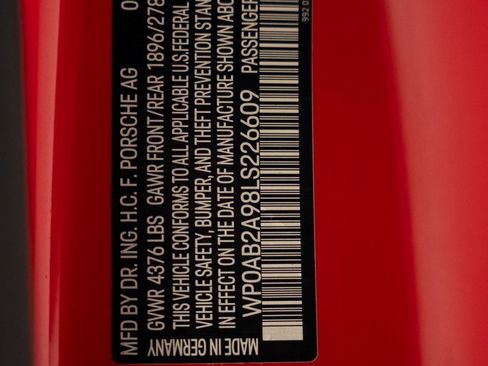 MFD BY DR. ING. H.C. F. PORSCHE AG 0
GVWR 4376 LBS GAWR FRONT/REAR 1896/278
THIS VEHICLE CONFORMS TO ALL APPLICABLE U.S FEDERAL
VEHICLE SAFETY, BUMPER, AND THEFT PREVENTION STAN
IN EFFECT ON THE DATE OF MANUFACTURE SHOWN ABO
WP0AB2A98LS226609 PASSENGER
MADE IN GERMANY
992